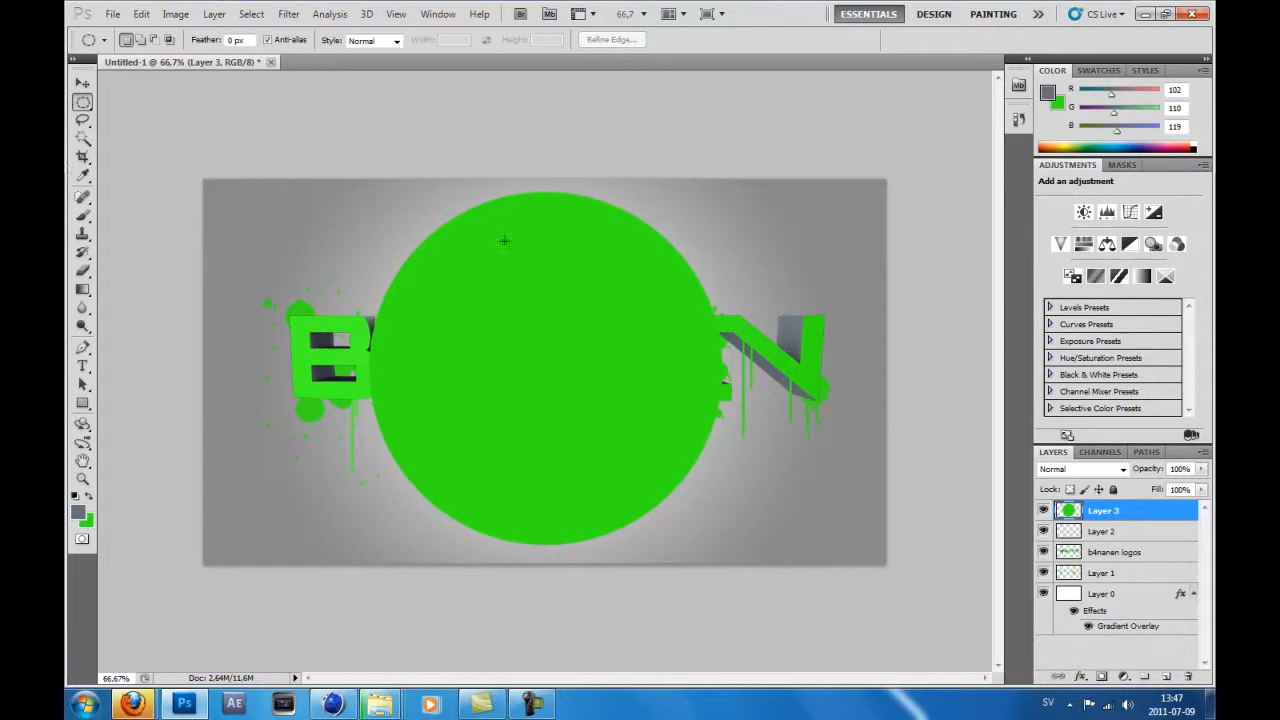 Ps File Edit Image Layer Select Filter Analysis 3D View Window Help Br Mb 66,7 ESSENTIALS DESIGN PAINTING CS Live
Feather: 0 px Anti-alias Style: Normal Width: Height: Refine Edge...
Untitled-1 @ 66,7% (Layer 3, RGB/8) *
COLOR SWATCHES STYLES
R 102
G 110
B 119
Mb
ADJUSTMENTS MASKS
Add an adjustment
Levels Presets
Curves Presets
Exposure Presets
Hue/Saturation Presets
Black & White Presets
Channel Mixer Presets
Selective Color Presets
B N
LAYERS CHANNELS PATHS
Normal Opacity: 100%
Lock: Fill: 100%
Layer 3
Layer 2
b4nanen logos
Layer 1
Layer 0 fx
Effects
Gradient Overlay
66,67% Doc: 2,64M/11,6M
Ps AE SV 13:47
2011-07-09